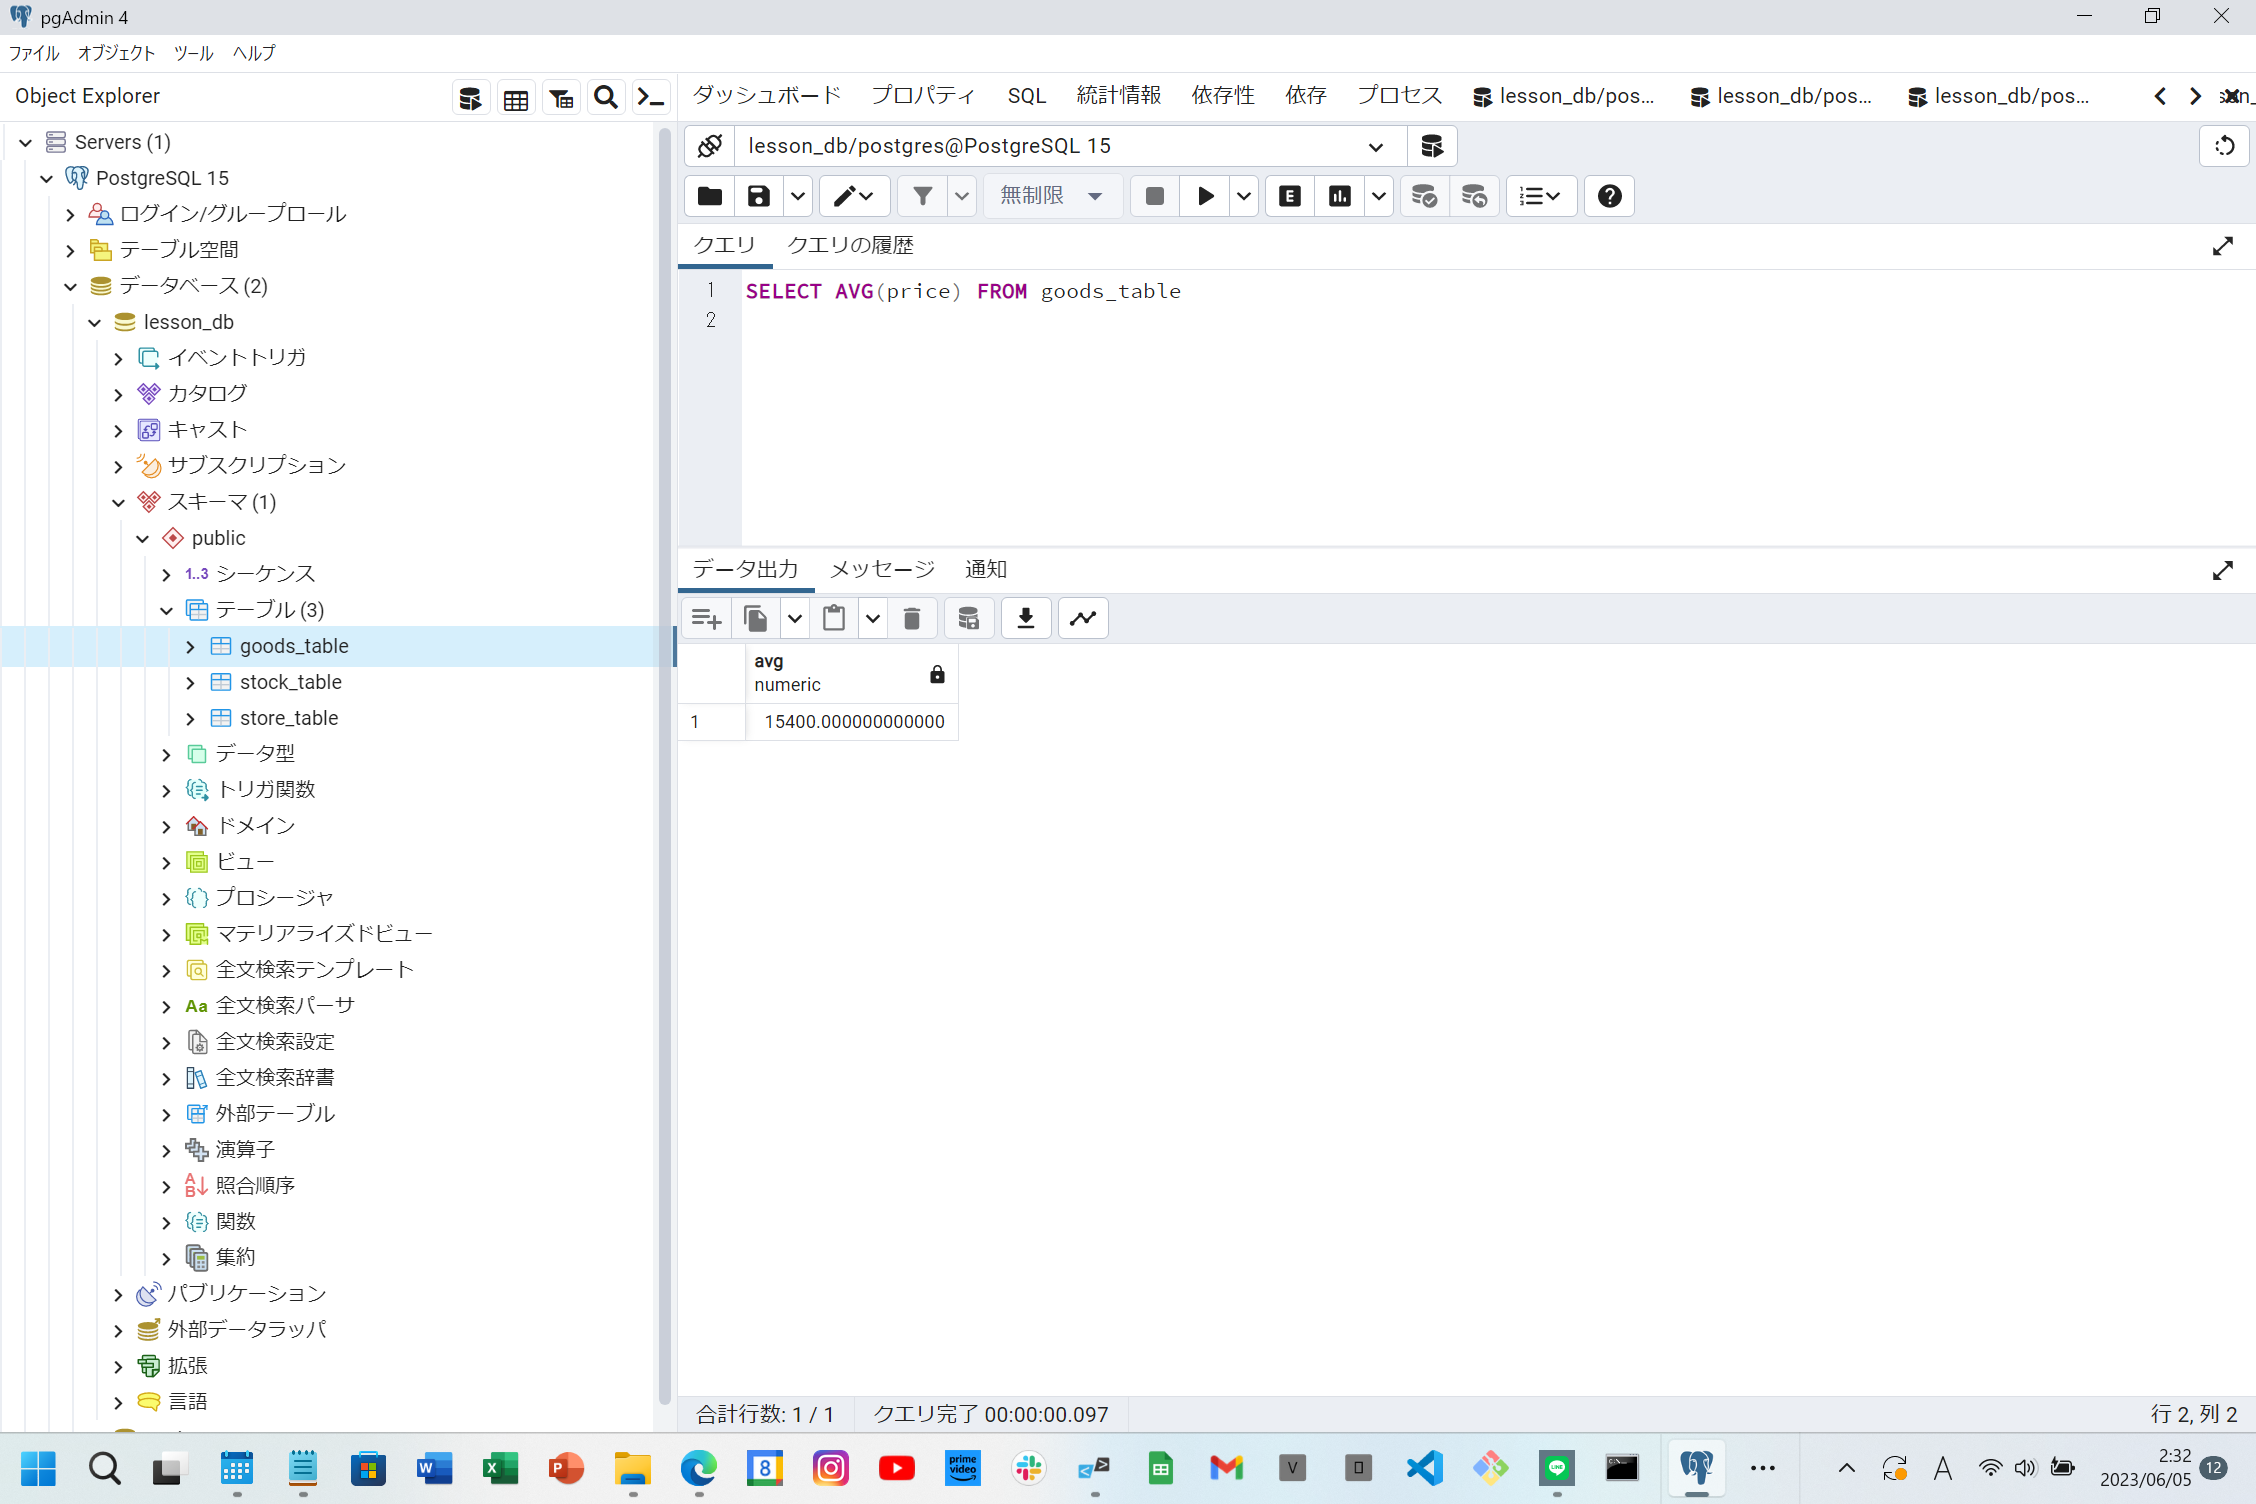 pgAdmin 4
ファイル オブジェクト ツール ヘルプ
Object Explorer
ダッシュボード プロパティ SQL 統計情報 依存性 依存 プロセス lesson_db/pos... lesson_db/pos... lesson_db/pos...
Servers (1)
PostgreSQL 15
ログイン/グループロール
テーブル空間
データベース (2)
lesson_db
イベントトリガ
カタログ
キャスト
サブスクリプション
スキーマ (1)
public
1..3 シーケンス
テーブル (3)
goods_table
stock_table
store_table
データ型
トリガ関数
ドメイン
ビュー
プロシージャ
マテリアライズドビュー
全文検索テンプレート
Aa 全文検索パーサ
全文検索設定
全文検索辞書
外部テーブル
演算子
照合順序
関数
集約
パブリケーション
外部データラッパ
拡張
言語
lesson_db/postgres@PostgreSQL 15
無制限
E
クエリ クエリの履歴
1 SELECT AVG(price) FROM goods_table
2
データ出力 メッセージ 通知
avg
numeric
1 15400.000000000000
合計行数: 1 / 1 クエリ完了 00:00:00.097 行 2, 列 2
prime video
A
2:32
2023/06/05
12